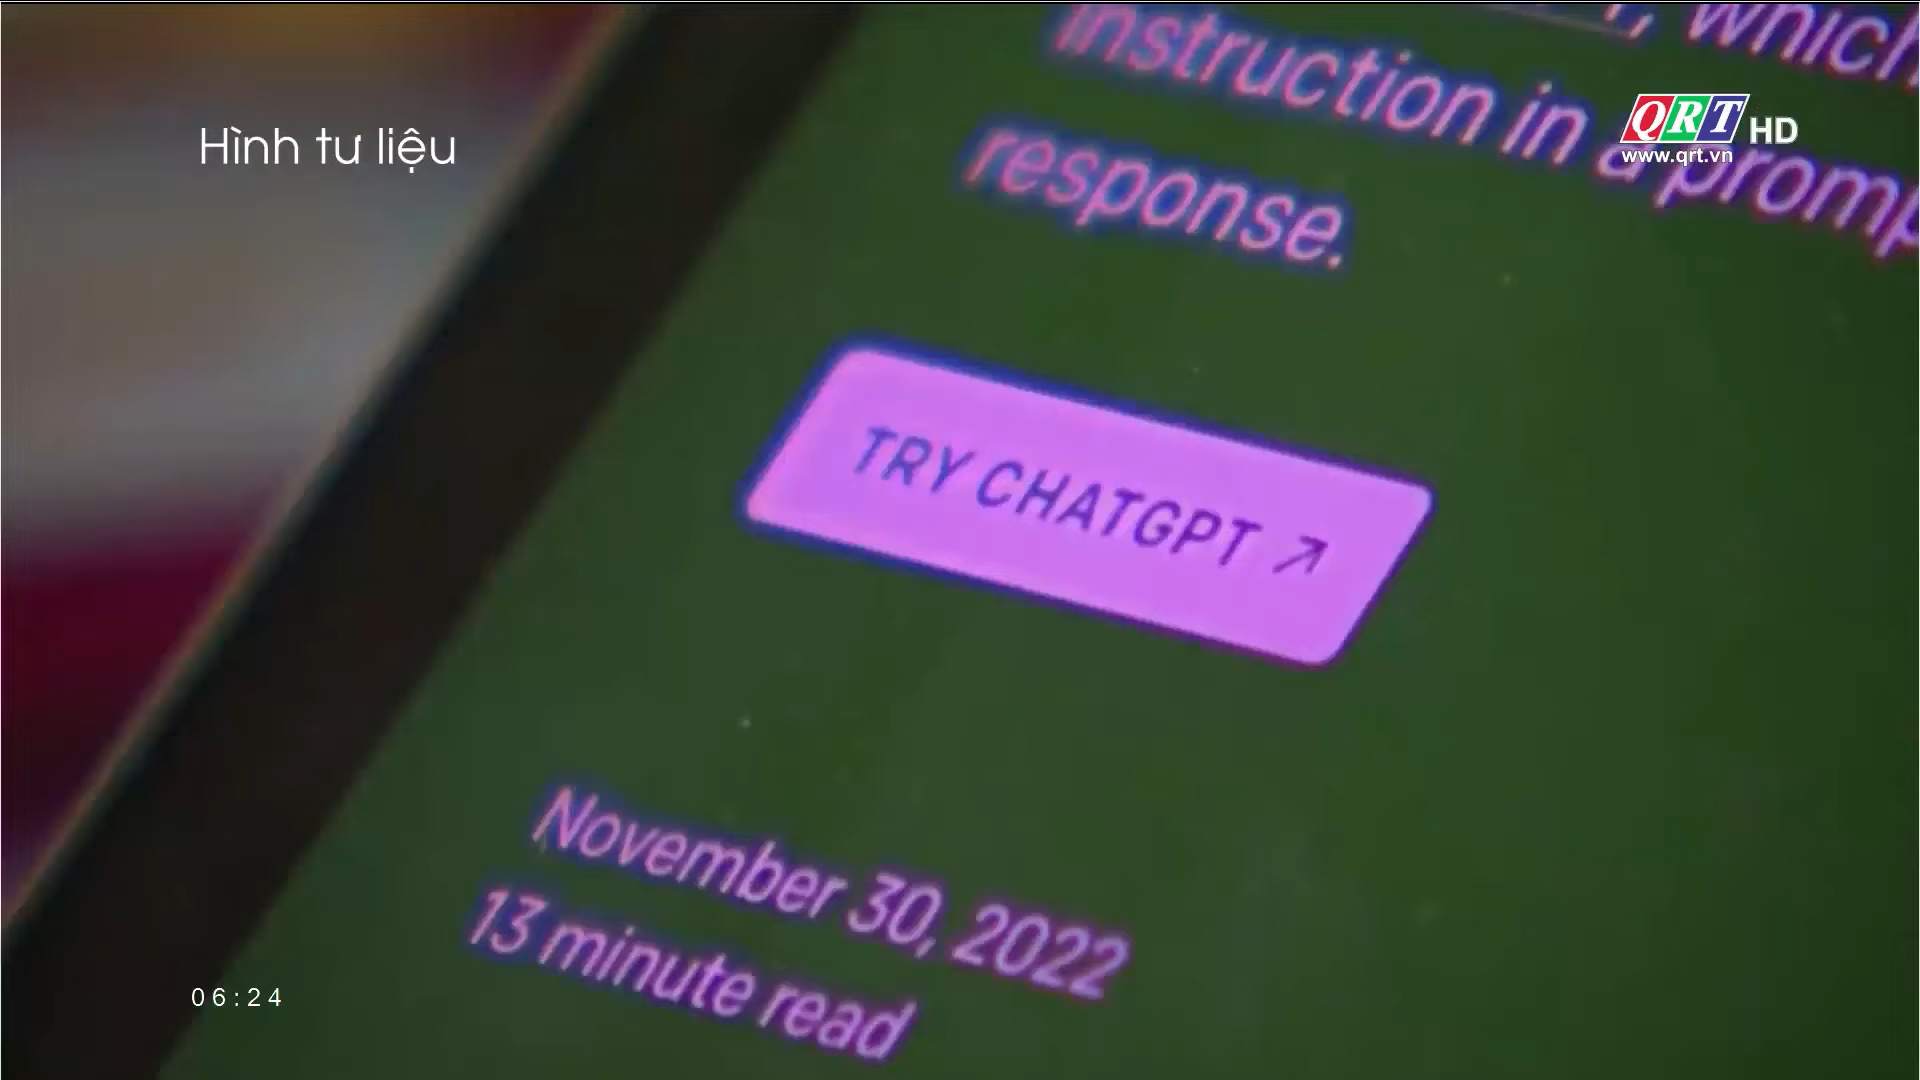 which
instruction in a promp
response.
QRT HD
www.qrt.vn
Hình tư liệu
TRY CHATGPT ↗
November 30, 2022
13 minute read
06:24